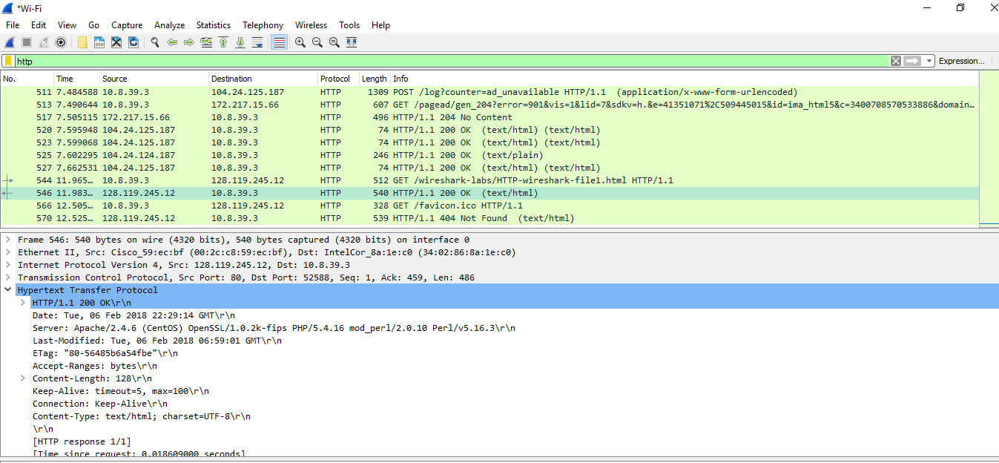 *Wi-Fi
File Edit View Go Capture Analyze Statistics Telephony Wireless Tools Help
http Expression...
No. Time Source Destination Protocol Length Info
511 7.484588 10.8.39.3 104.24.125.187 HTTP 1309 POST /log?counter=ad_unavailable HTTP/1.1 (application/x-www-form-urlencoded)
513 7.490644 10.8.39.3 172.217.15.66 HTTP 607 GET /pagead/gen_204?error=901&vis=1&lid=7&sdkv=h.&e=41351071%2C509445015&id=ima_html5&c=3400708570533886&domain...
517 7.505115 172.217.15.66 10.8.39.3 HTTP 496 HTTP/1.1 204 No Content
520 7.595948 104.24.125.187 10.8.39.3 HTTP 74 HTTP/1.1 200 OK (text/html) (text/html)
523 7.599068 104.24.125.187 10.8.39.3 HTTP 74 HTTP/1.1 200 OK (text/html) (text/html)
525 7.602295 104.24.124.187 10.8.39.3 HTTP 246 HTTP/1.1 200 OK (text/plain)
527 7.662531 104.24.125.187 10.8.39.3 HTTP 74 HTTP/1.1 200 OK (text/html) (text/html)
544 11.965... 10.8.39.3 128.119.245.12 HTTP 512 GET /wireshark-labs/HTTP-wireshark-file1.html HTTP/1.1
546 11.983... 128.119.245.12 10.8.39.3 HTTP 540 HTTP/1.1 200 OK (text/html)
566 12.505... 10.8.39.3 128.119.245.12 HTTP 328 GET /favicon.ico HTTP/1.1
570 12.525... 128.119.245.12 10.8.39.3 HTTP 539 HTTP/1.1 404 Not Found (text/html)
Frame 546: 540 bytes on wire (4320 bits), 540 bytes captured (4320 bits) on interface 0
Ethernet II, Src: Cisco_59:ec:bf (00:2c:c8:59:ec:bf), Dst: IntelCor_8a:1e:c0 (34:02:86:8a:1e:c0)
Internet Protocol Version 4, Src: 128.119.245.12, Dst: 10.8.39.3
Transmission Control Protocol, Src Port: 80, Dst Port: 52588, Seq: 1, Ack: 459, Len: 486
Hypertext Transfer Protocol
HTTP/1.1 200 OK\r\n
Date: Tue, 06 Feb 2018 22:29:14 GMT\r\n
Server: Apache/2.4.6 (CentOS) OpenSSL/1.0.2k-fips PHP/5.4.16 mod_perl/2.0.10 Perl/v5.16.3\r\n
Last-Modified: Tue, 06 Feb 2018 06:59:01 GMT\r\n
ETag: "80-56485b6a54fbe"\r\n
Accept-Ranges: bytes\r\n
Content-Length: 128\r\n
Keep-Alive: timeout=5, max=100\r\n
Connection: Keep-Alive\r\n
Content-Type: text/html; charset=UTF-8\r\n
\r\n
[HTTP response 1/1]
[Time since request: 0.018609000 seconds]